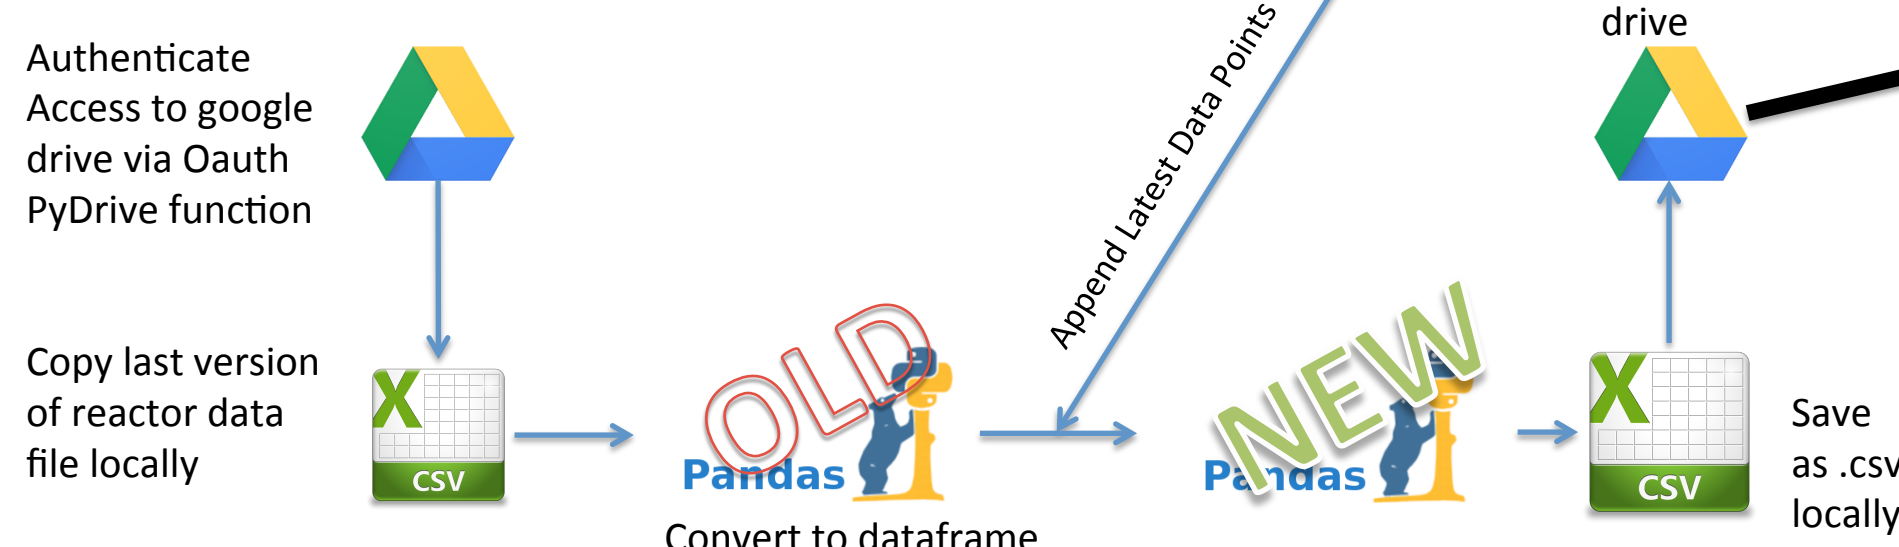 Authenticate
Access to google
drive via Oauth
PyDrive function
Copy last version
of reactor data
file locally
CSV
OLD
Pandas
Convert to dataframe
Append Latest Data Points
NEW
Pandas
drive
CSV
Save
as .csv
locally